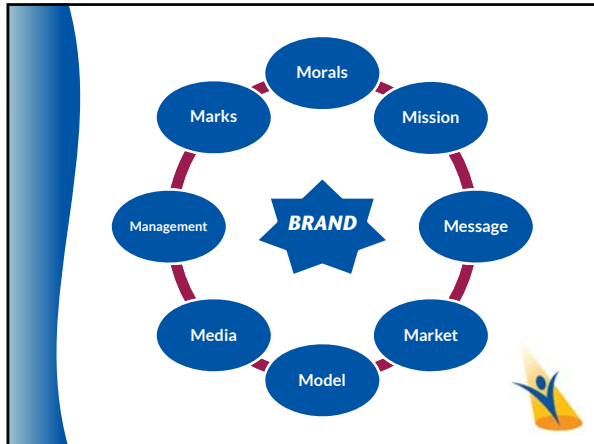 Morals
Marks
Mission
Management
BRAND
Message
Media
Market
Model